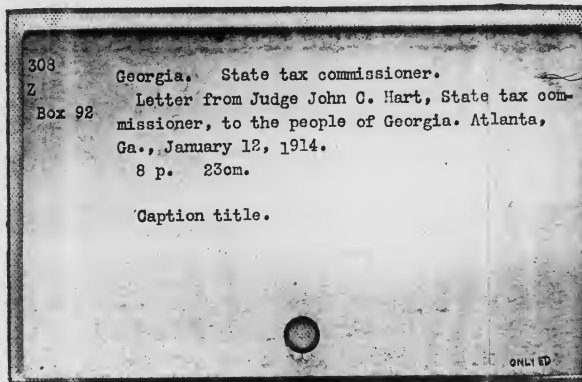 308
Z
Box 92
Georgia. State tax commissioner.
Letter from Judge John C. Hart, State tax com-
missioner, to the people of Georgia. Atlanta,
Ga., January 12, 1914.
8 p. 23cm.
Caption title.
ONLY ED